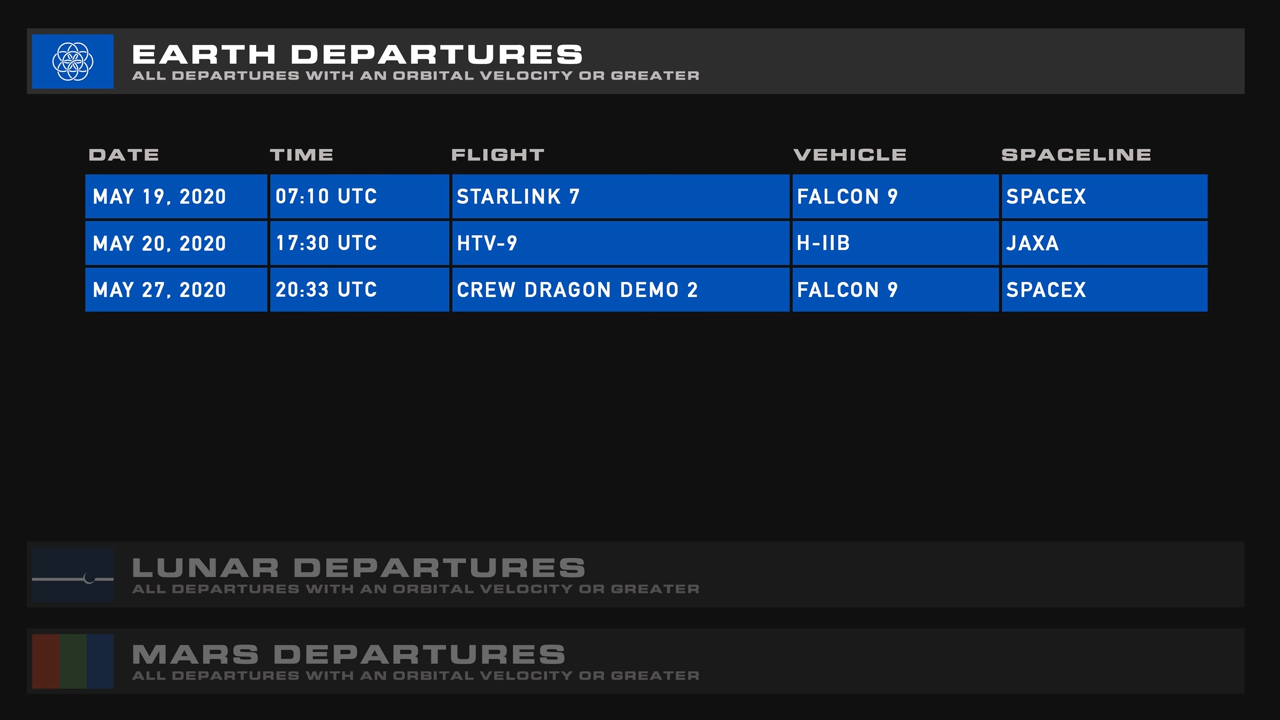 EARTH DEPARTURES
ALL DEPARTURES WITH AN ORBITAL VELOCITY OR GREATER
DATE TIME FLIGHT VEHICLE SPACELINE
MAY 19, 2020 07:10 UTC STARLINK 7 FALCON 9 SPACEX
MAY 20, 2020 17:30 UTC HTV-9 H-IIB JAXA
MAY 27, 2020 20:33 UTC CREW DRAGON DEMO 2 FALCON 9 SPACEX
LUNAR DEPARTURES
ALL DEPARTURES WITH AN ORBITAL VELOCITY OR GREATER
MARS DEPARTURES
ALL DEPARTURES WITH AN ORBITAL VELOCITY OR GREATER